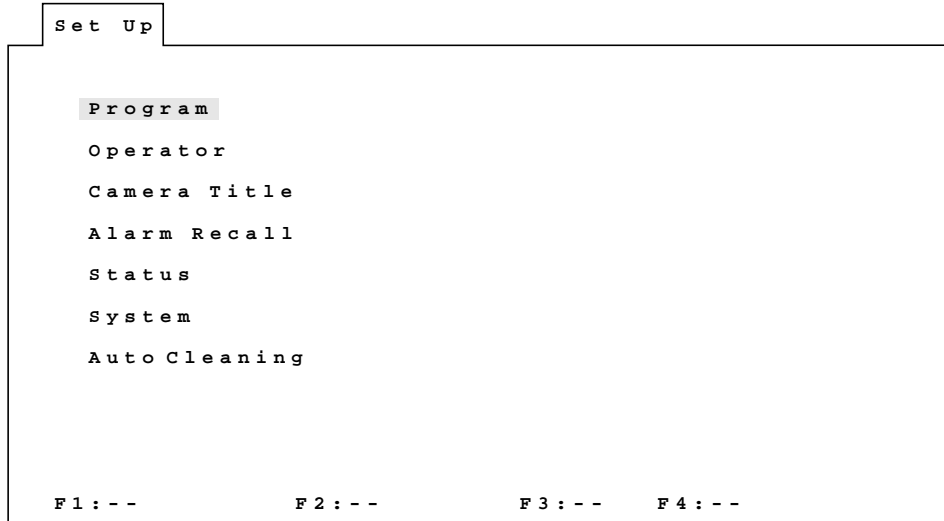 Set Up
Program
Operator
Camera Title
Alarm Recall
Status
System
Auto Cleaning
F1:-- F2:-- F3:-- F4:--